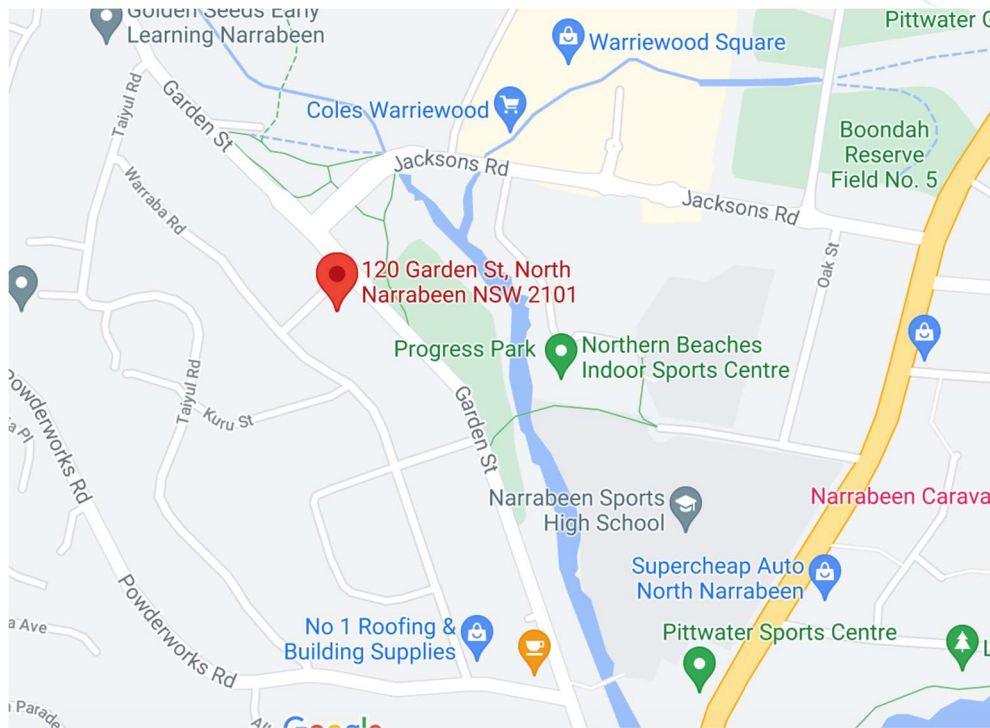 Golden Seeds Early
Learning Narrabeen
Pittwater
Warriewood Square
Taiyul Rd
Garden St
Coles Warriewood
Boondah
Reserve
Field No. 5
Jacksons Rd
Jacksons Rd
Warraba Rd
Oak St
120 Garden St, North
Narrabeen NSW 2101
Progress Park
Northern Beaches
Indoor Sports Centre
Taiyul Rd
Kuru St
Powderworks Rd
Pl
Garden St
Narrabeen Sports
High School
Narrabeen Carava
Supercheap Auto
North Narrabeen
Powderworks Rd
a Ave
No 1 Roofing &
Building Supplies
Pittwater Sports Centre
Parade
Google